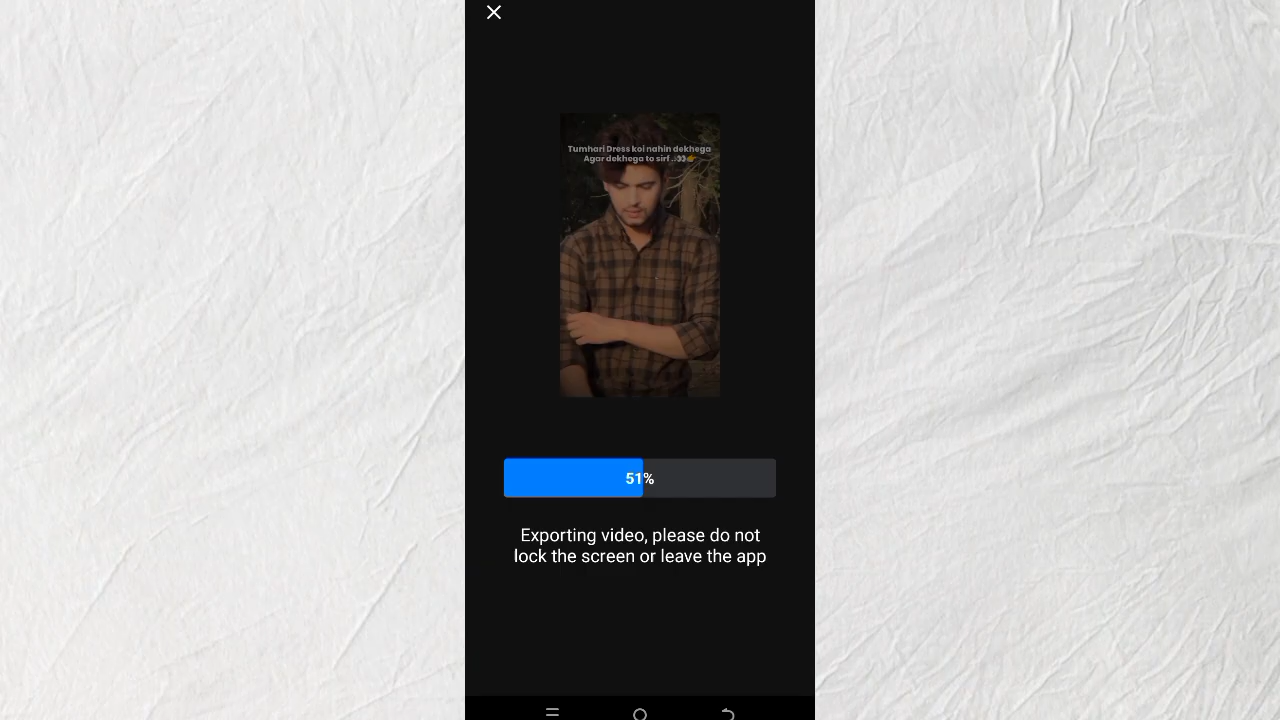 Tumhari Dress koi nahin dekhega
Agar dekhega to sirf ..👀👉
51%
Exporting video, please do not
lock the screen or leave the app